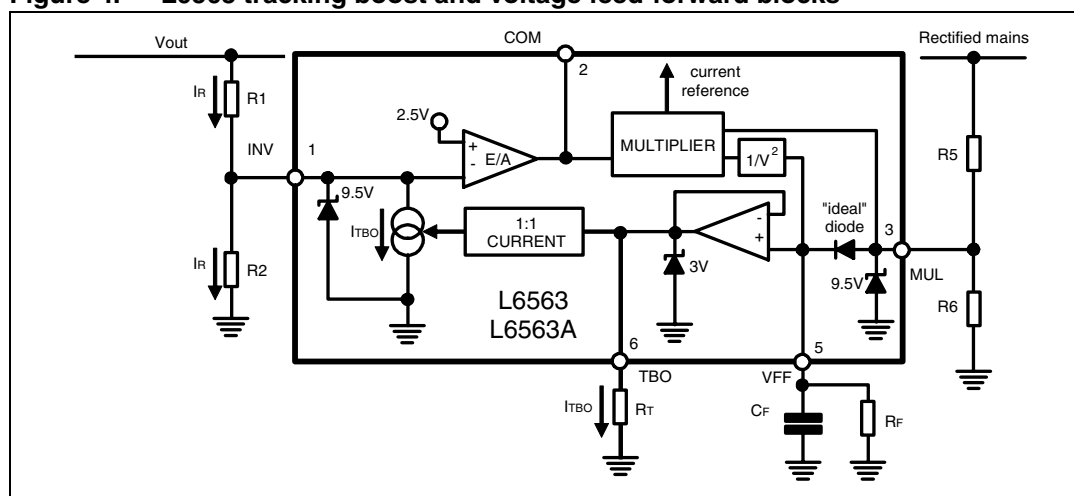 Figure 4. L6563 tracking boost and voltage feed-forward blocks
Vout
COM
Rectified mains
2
current
reference
IR
R1
2.5V
INV
1
+
-
E/A
MULTIPLIER
1/V2
R5
9.5V
ITBO
1:1
CURRENT
-
+
"ideal"
diode
3
MUL
IR
R2
3V
9.5V
R6
L6563
L6563A
6
5
TBO
VFF
ITBO
RT
CF
RF